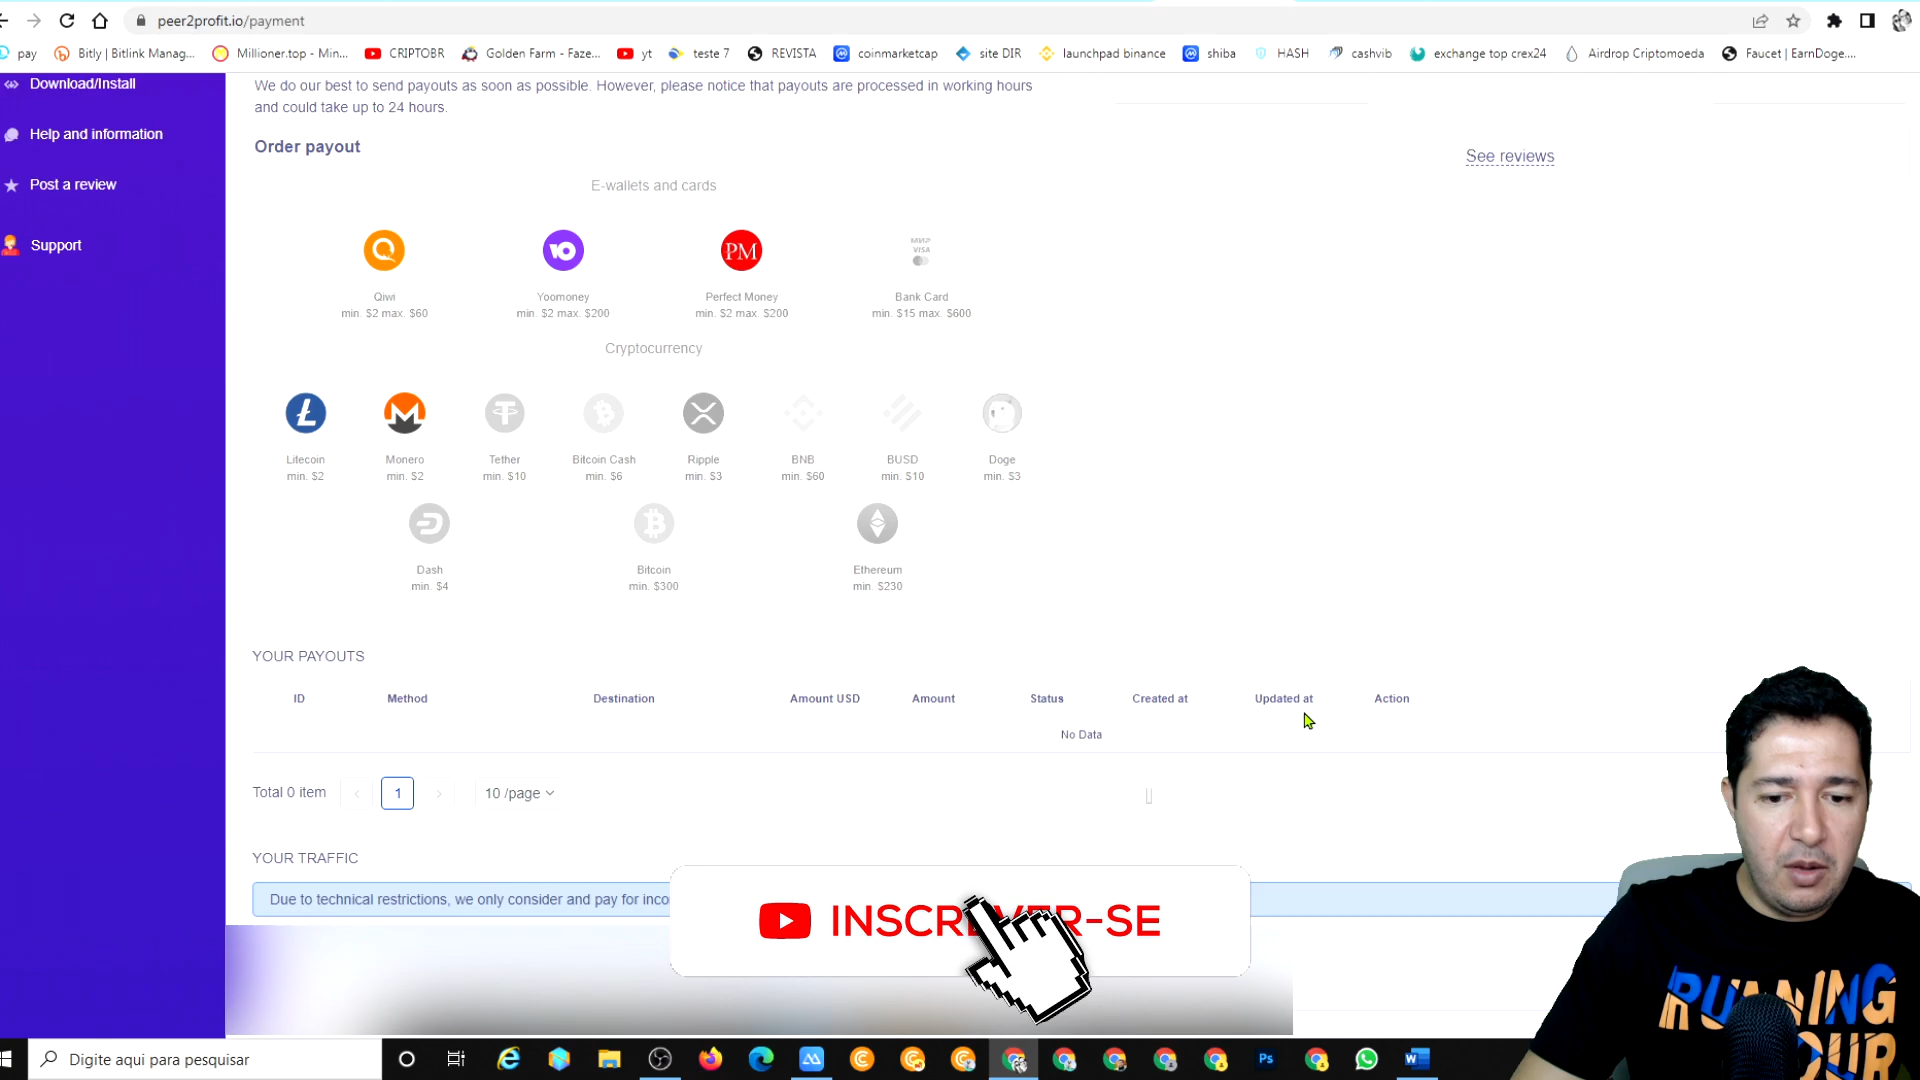 peer2profit.io/payment
pay
Bitly | Bitlink Manag...
Millioner.top - Min...
CRIPTOBR
Golden Farm - Faze...
yt
teste 7
REVISTA
coinmarketcap
site DIR
launchpad binance
shiba
HASH
cashvib
exchange top crex24
Airdrop Criptomoeda
Faucet | EarnDoge....
Download/Install
Help and information
Post a review
Support
We do our best to send payouts as soon as possible. However, please notice that payouts are processed in working hours
and could take up to 24 hours.
Order payout
See reviews
E-wallets and cards
PM
VISA
Qiwi
Yoomoney
Perfect Money
Bank Card
min. $2 max. $60
min. $2 max. $200
min. $2 max. $200
min. $15 max. $600
Cryptocurrency
Litecoin
Monero
Tether
Bitcoin Cash
Ripple
BNB
BUSD
Doge
min. $2
min. $2
min. $10
min. $6
min. $3
min. $60
min. $10
min. $3
Dash
Bitcoin
Ethereum
min. $4
min. $300
min. $230
YOUR PAYOUTS
ID
Method
Destination
Amount USD
Amount
Status
Created at
Updated at
Action
No Data
Total 0 item
1
10 /page
YOUR TRAFFIC
Due to technical restrictions, we only consider and pay for inco
INSCREVER-SE
RUNNING
OUR
Digite aqui para pesquisar
Ps